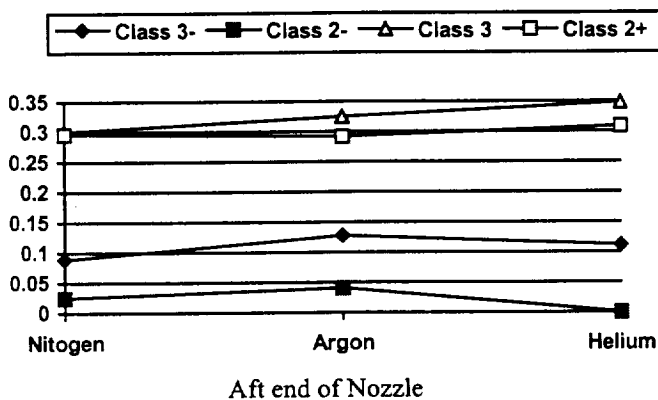 Class 3- Class 2- Class 3 Class 2+
0.35
0.3
0.25
0.2
0.15
0.1
0.05
0
Nitogen Argon Helium
Aft end of Nozzle